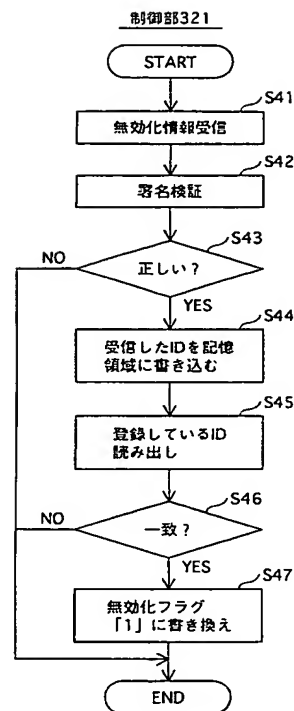 制御部321
START
S41
無効化情報受信
S42
署名検証
S43
NO
正しい？
YES
S44
受信したIDを記憶
領域に書き込む
S45
登録しているID
読み出し
S46
NO
一致？
YES
S47
無効化フラグ
「1」に書き換え
END